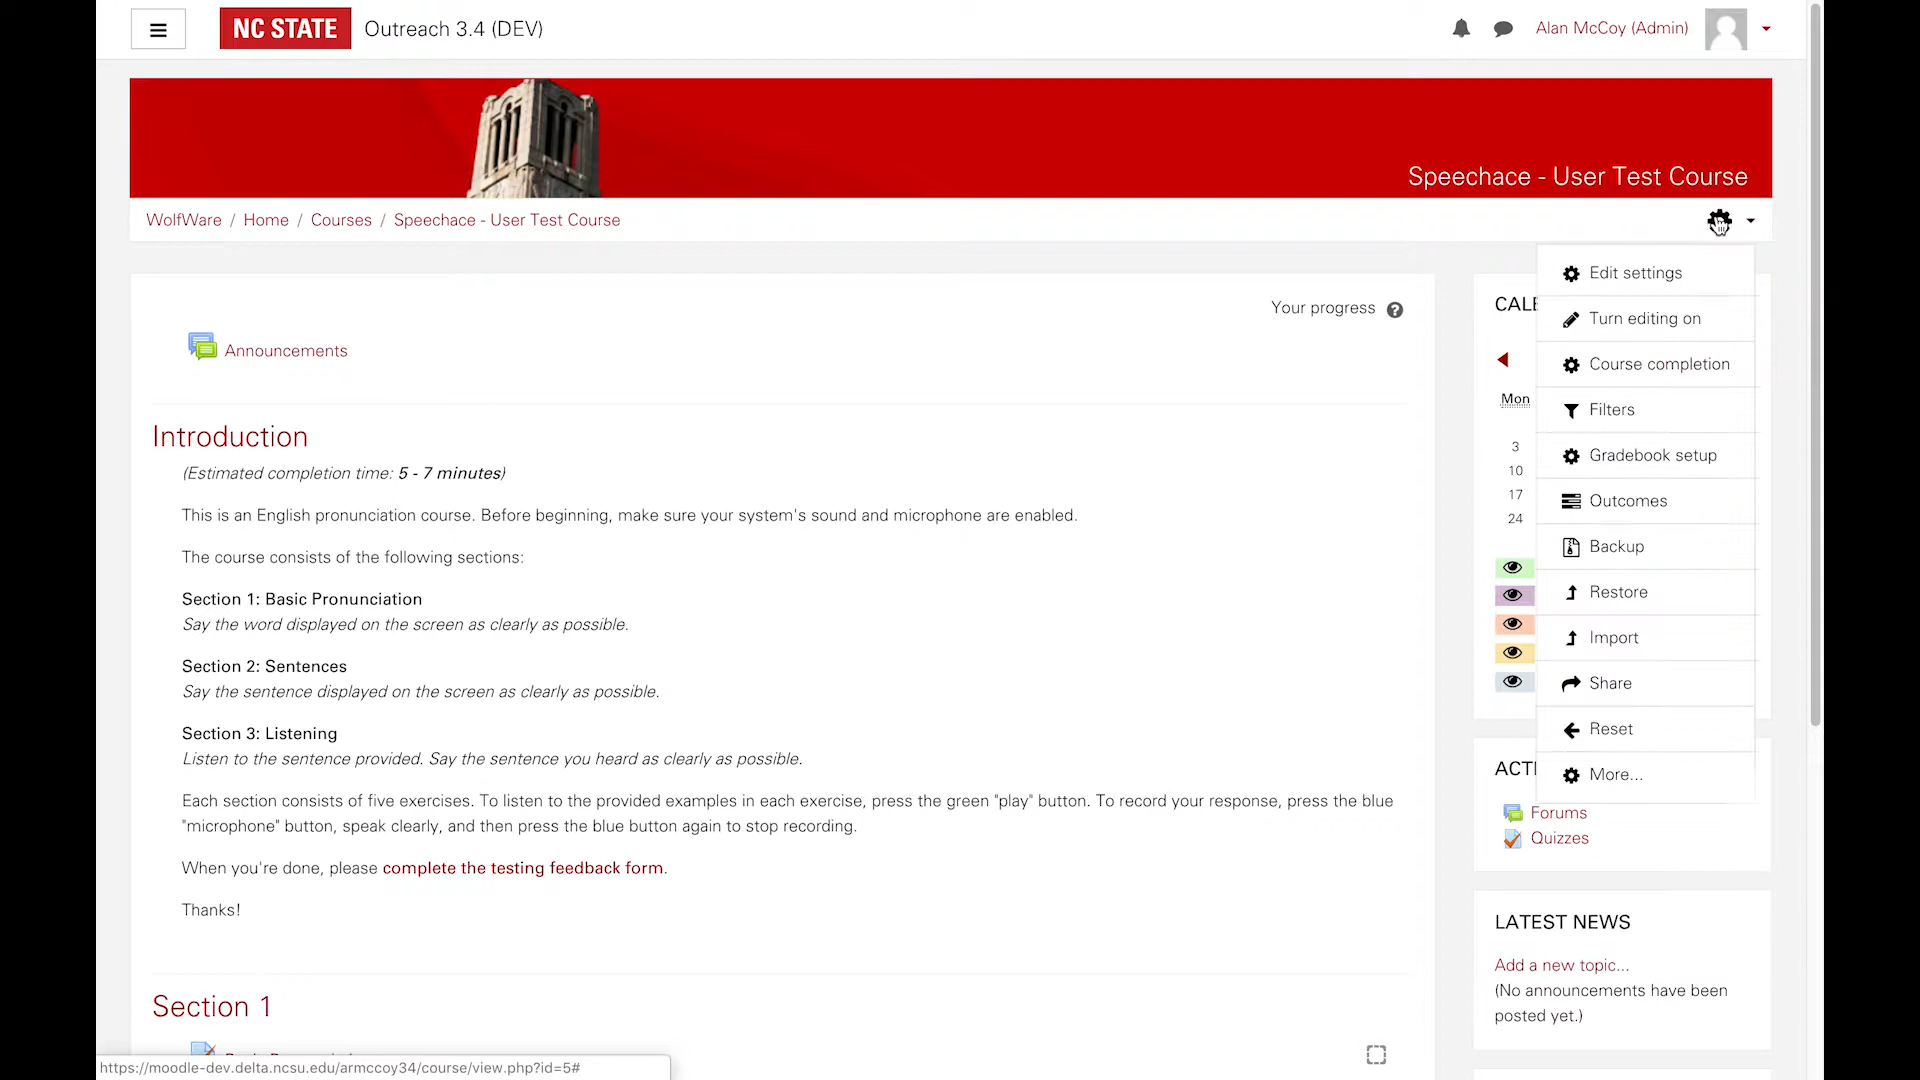 NC STATE
Outreach 3.4 (DEV)
Alan McCoy (Admin)
Speechace - User Test Course
WolfWare / Home / Courses / Speechace - User Test Course
Edit settings
Turn editing on
Course completion
Filters
Gradebook setup
Outcomes
Backup
Restore
Import
Share
Reset
More...
Your progress
Announcements
Introduction
(Estimated completion time: 5 - 7 minutes)
This is an English pronunciation course. Before beginning, make sure your system's sound and microphone are enabled.
The course consists of the following sections:
Section 1: Basic Pronunciation
Say the word displayed on the screen as clearly as possible.
Section 2: Sentences
Say the sentence displayed on the screen as clearly as possible.
Section 3: Listening
Listen to the sentence provided. Say the sentence you heard as clearly as possible.
Each section consists of five exercises. To listen to the provided examples in each exercise, press the green "play" button. To record your response, press the blue
"microphone" button, speak clearly, and then press the blue button again to stop recording.
When you're done, please complete the testing feedback form.
Thanks!
Section 1
https://moodle-dev.delta.ncsu.edu/armccoy34/course/view.php?id=5#
CALE
Mon
3
10
17
24
ACTI
Forums
Quizzes
LATEST NEWS
Add a new topic...
(No announcements have been
posted yet.)